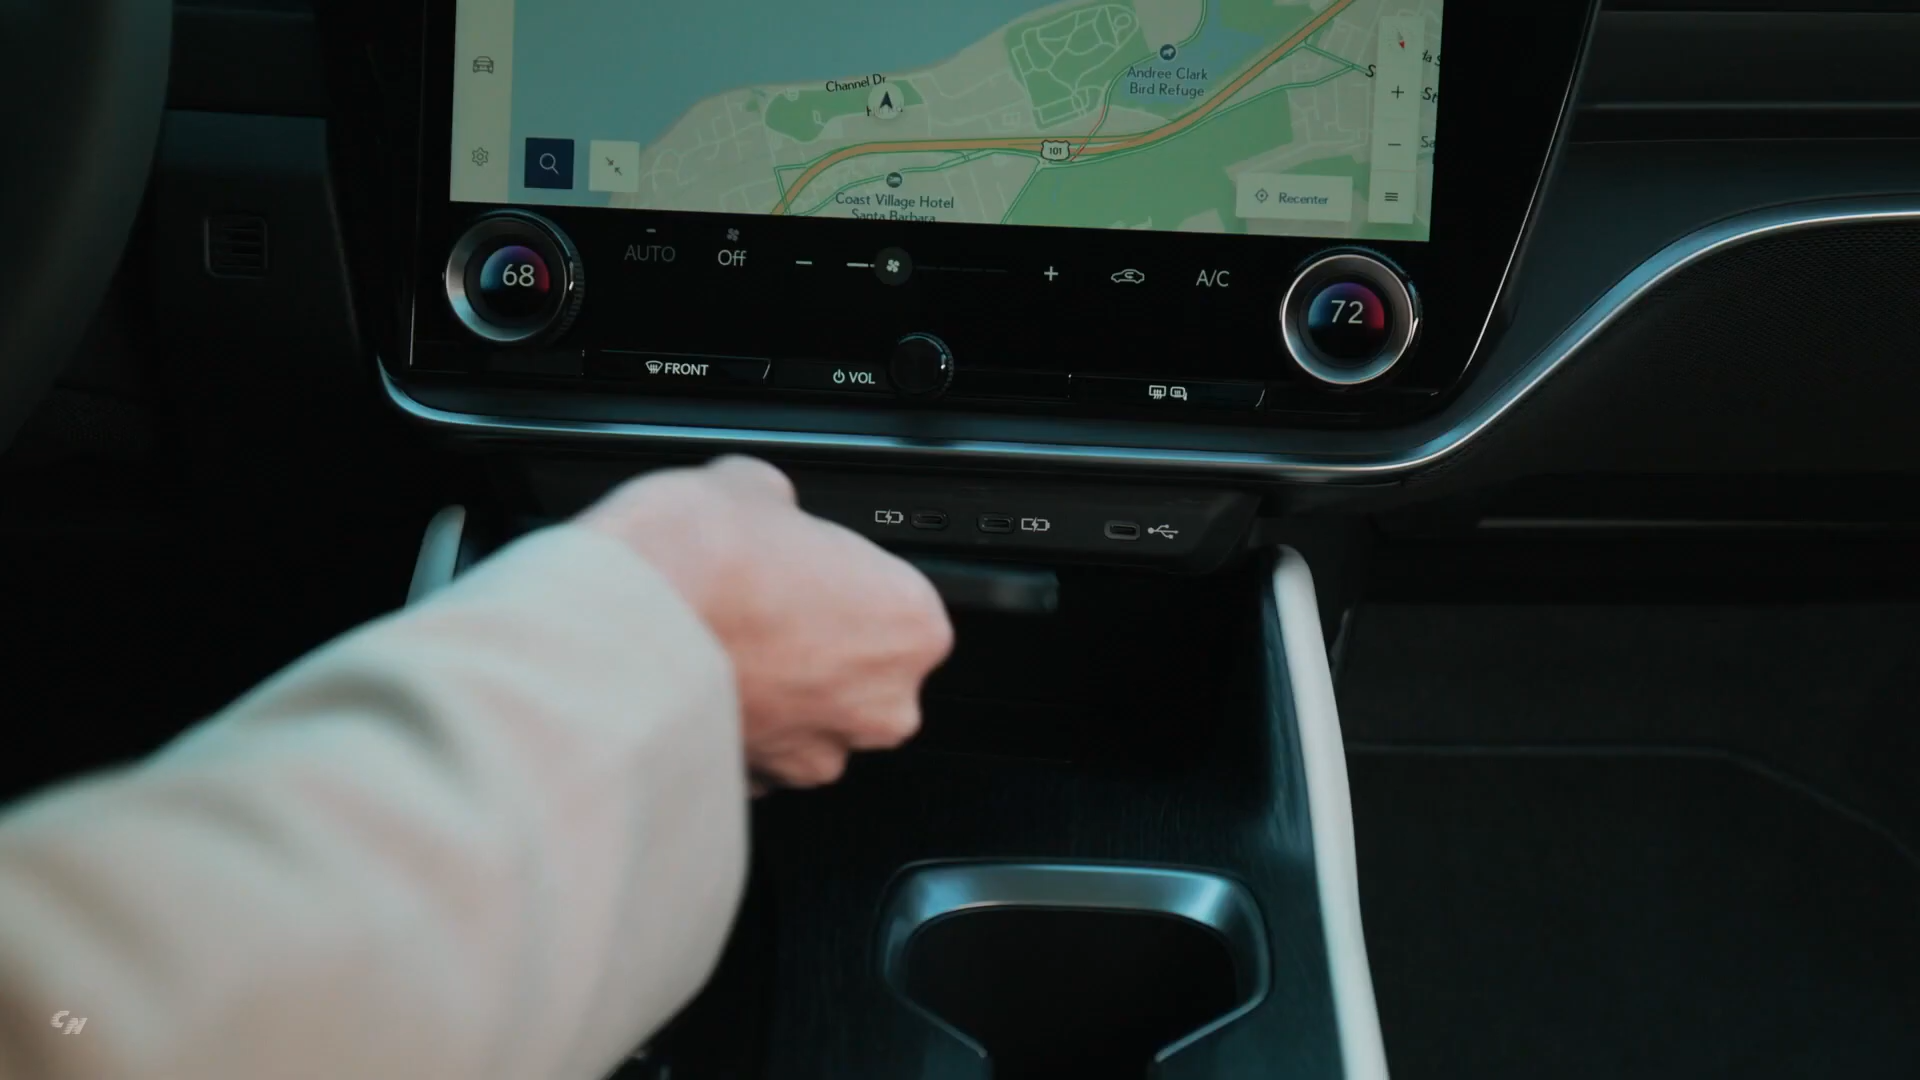 Channel Dr
Andree Clark
Bird Refuge
101
Coast Village Hotel
Santa Barbara
Recenter
68
AUTO
Off
A/C
72
FRONT
VOL
CN